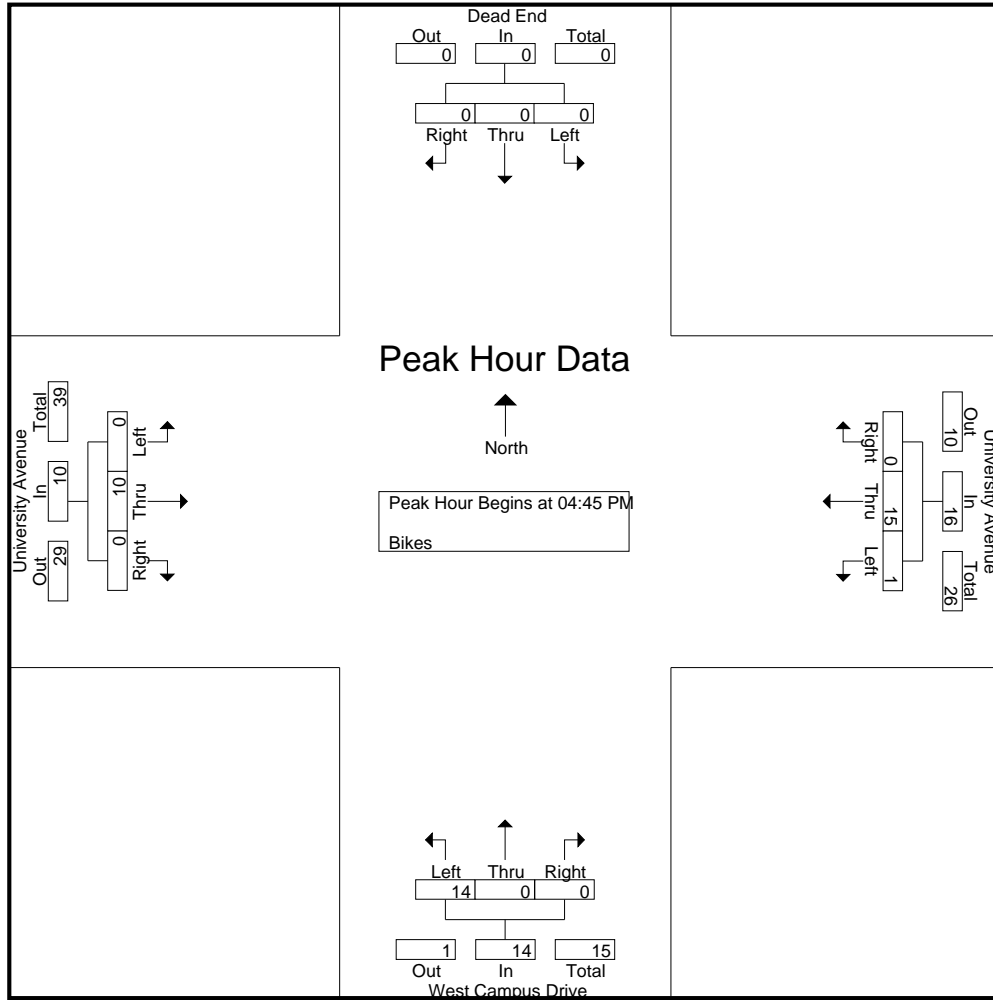 Dead End
Out In Total
0 0 0
0 0 0
Right Thru Left
Peak Hour Data
North
Peak Hour Begins at 04:45 PM
Bikes
University Avenue
Total In Out
39 10 29
0 10 0
Left Thru Right
University Avenue
Out In Total
10 16 26
0 15 1
Right Thru Left
Left Thru Right
14 0 0
1 14 15
Out In Total
West Campus Drive